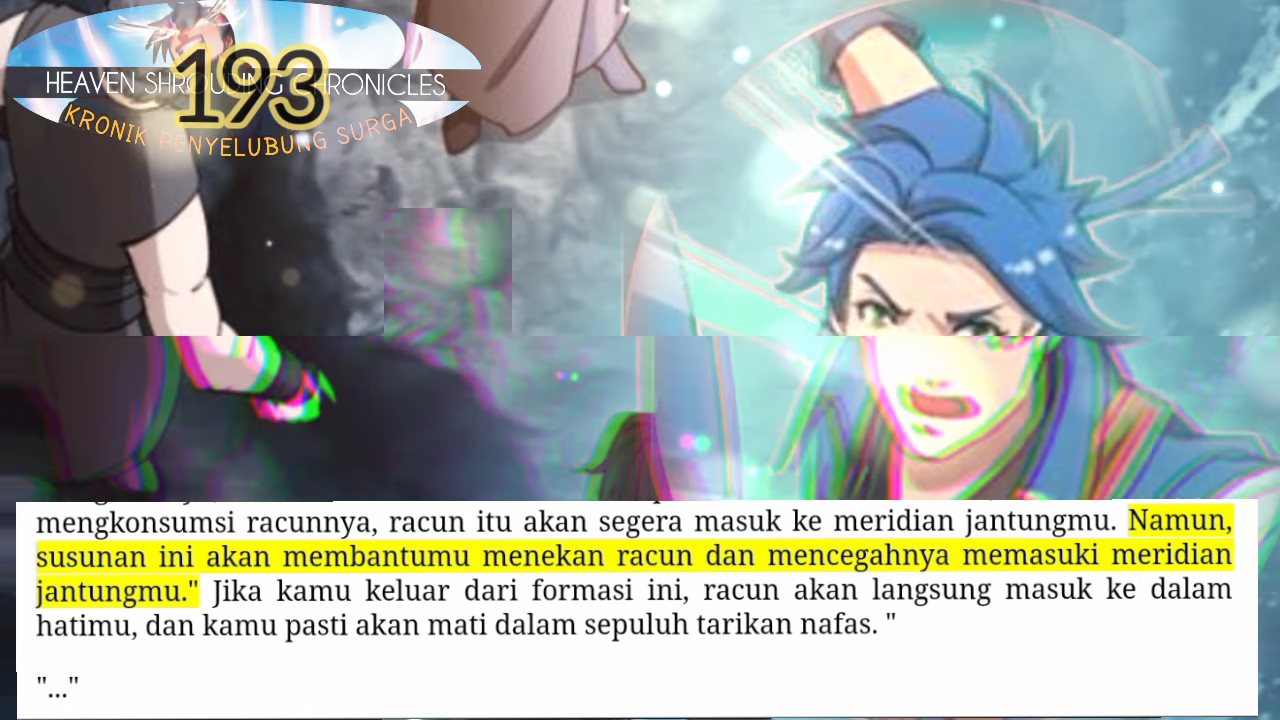 193
HEAVEN SHROUDING CHRONICLES
KRONIK PENYELUBUNG SURGA
mengkonsumsi racunnya, racun itu akan segera masuk ke meridian jantungmu. Namun,
susunan ini akan membantumu menekan racun dan mencegahnya memasuki meridian
jantungmu." Jika kamu keluar dari formasi ini, racun akan langsung masuk ke dalam
hatimu, dan kamu pasti akan mati dalam sepuluh tarikan nafas. "
"..."